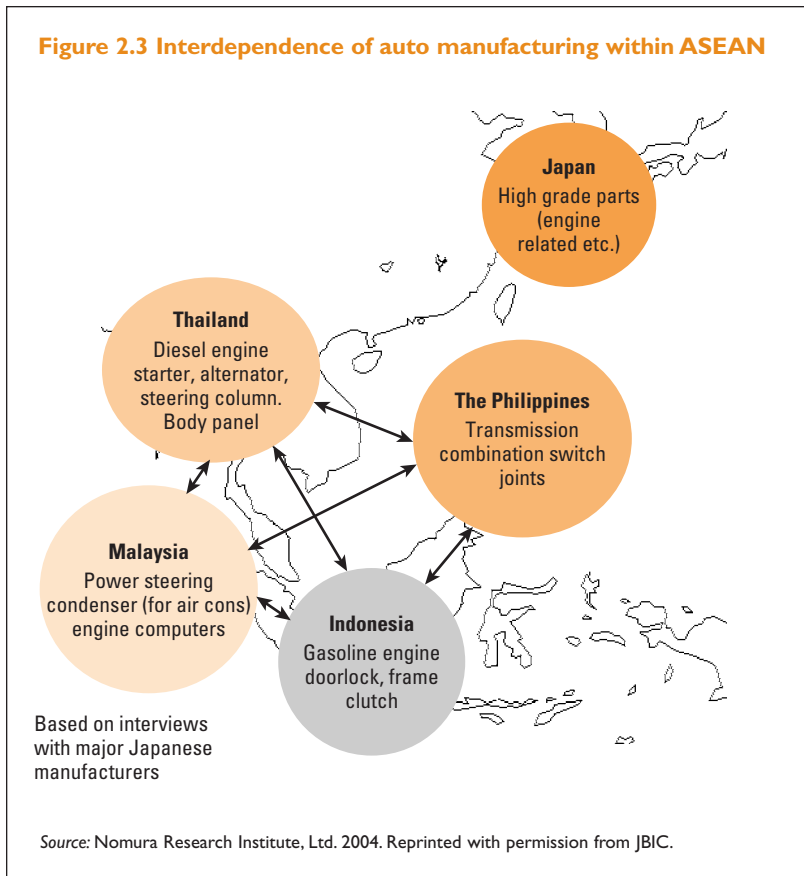 Figure 2.3 Interdependence of auto manufacturing within ASEAN
Japan
High grade parts
(engine
related etc.)
Thailand
Diesel engine
starter, alternator,
steering column.
Body panel
The Philippines
Transmission
combination switch
joints
Malaysia
Power steering
condenser (for air cons)
engine computers
Indonesia
Gasoline engine
doorlock, frame
clutch
Based on interviews
with major Japanese
manufacturers
Source: Nomura Research Institute, Ltd. 2004. Reprinted with permission from JBIC.